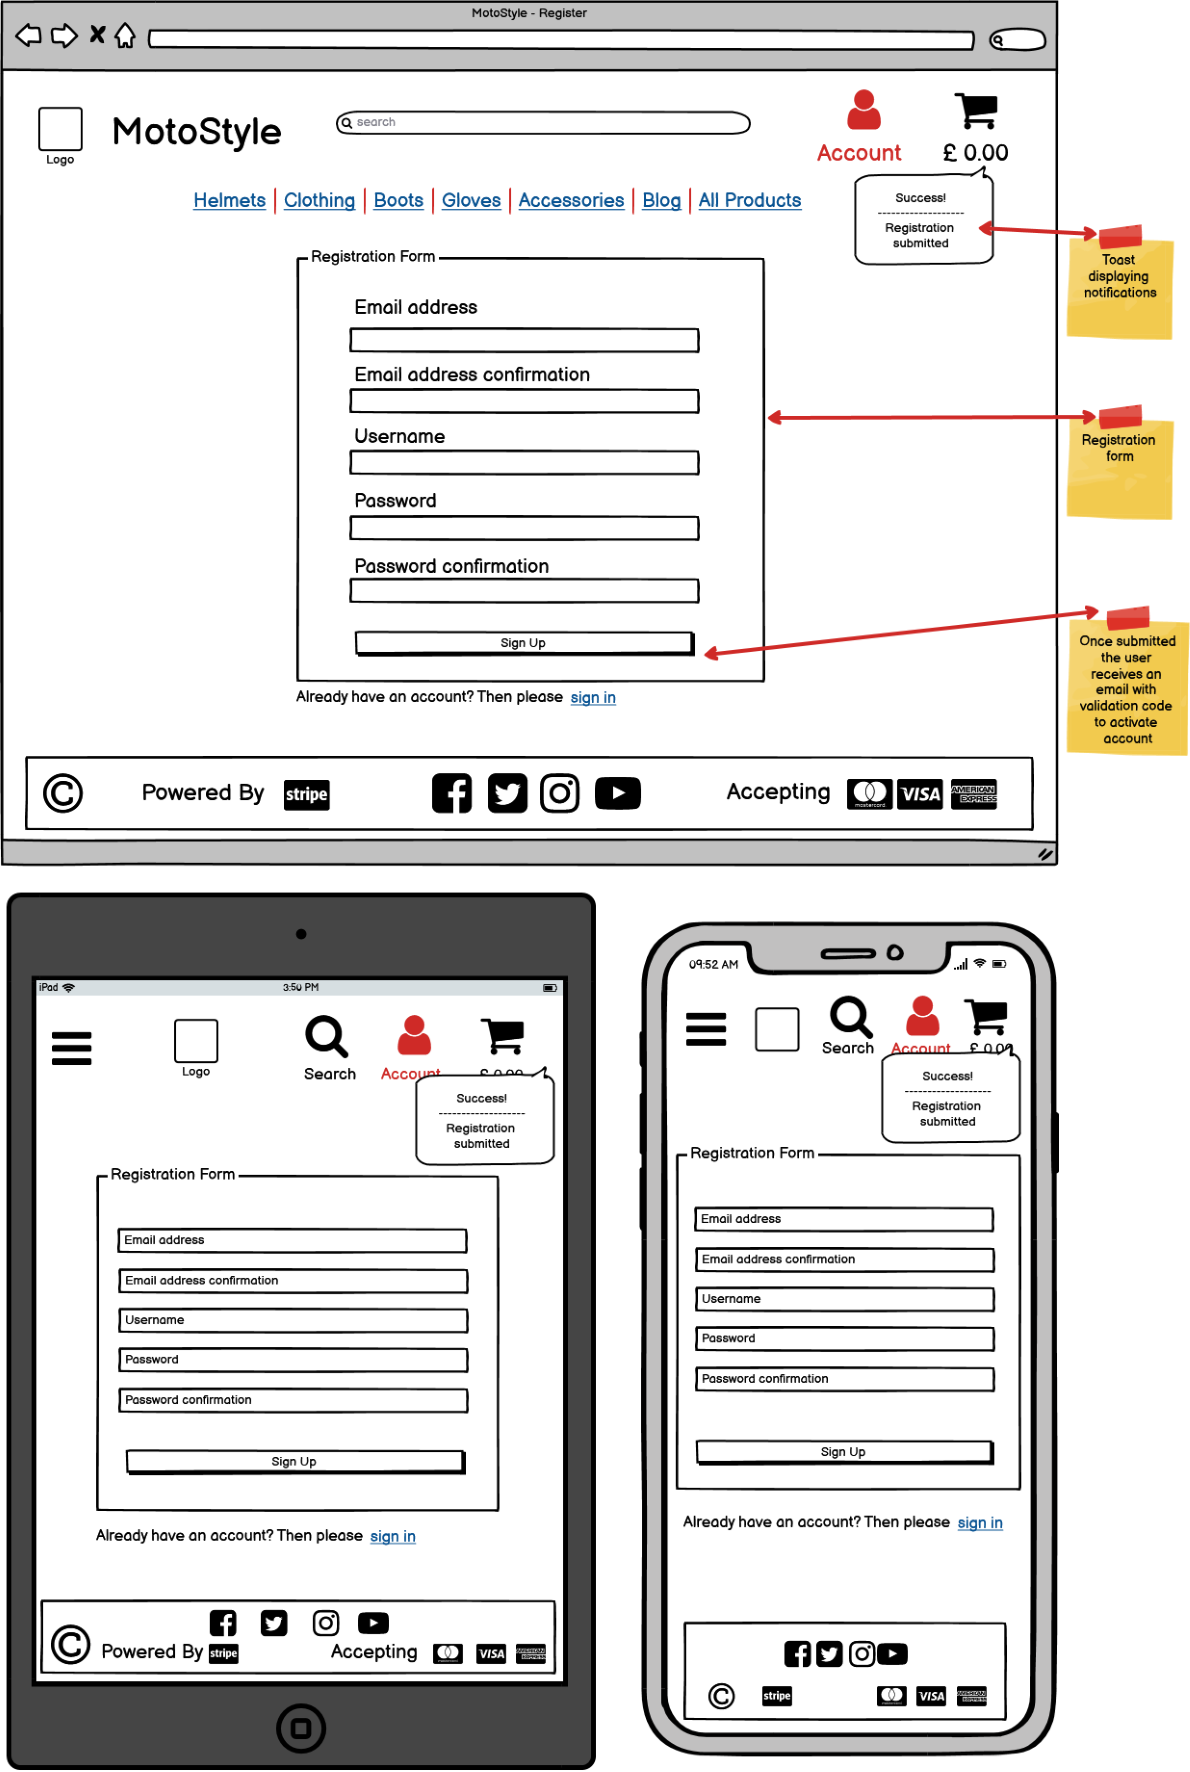 MotoStyle - Register
Logo
MotoStyle
search
Account
£ 0.00
Helmets Clothing Boots Gloves Accessories Blog All Products
Success!
Registration
submitted
Toast
displaying
notifications
Registration Form
Email address
Email address confirmation
Username
Password
Password confirmation
Sign Up
Already have an account? Then please sign in
Registration
form
Once submitted
the user
receives an
email with
validation code
to activate
account
© Powered By stripe
Accepting mastercard VISA AMERICAN EXPRESS
iPad 3:50 PM
Logo
Search
Account
£ 0.00
Success!
Registration
submitted
Registration Form
Email address
Email address confirmation
Username
Password
Password confirmation
Sign Up
Already have an account? Then please sign in
© Powered By stripe
Accepting VISA AMERICAN EXPRESS
09:52 AM
Search
Account
£ 0.00
Success!
Registration
submitted
Registration Form
Email address
Email address confirmation
Username
Password
Password confirmation
Sign Up
Already have an account? Then please sign in
© stripe VISA AMERICAN EXPRESS